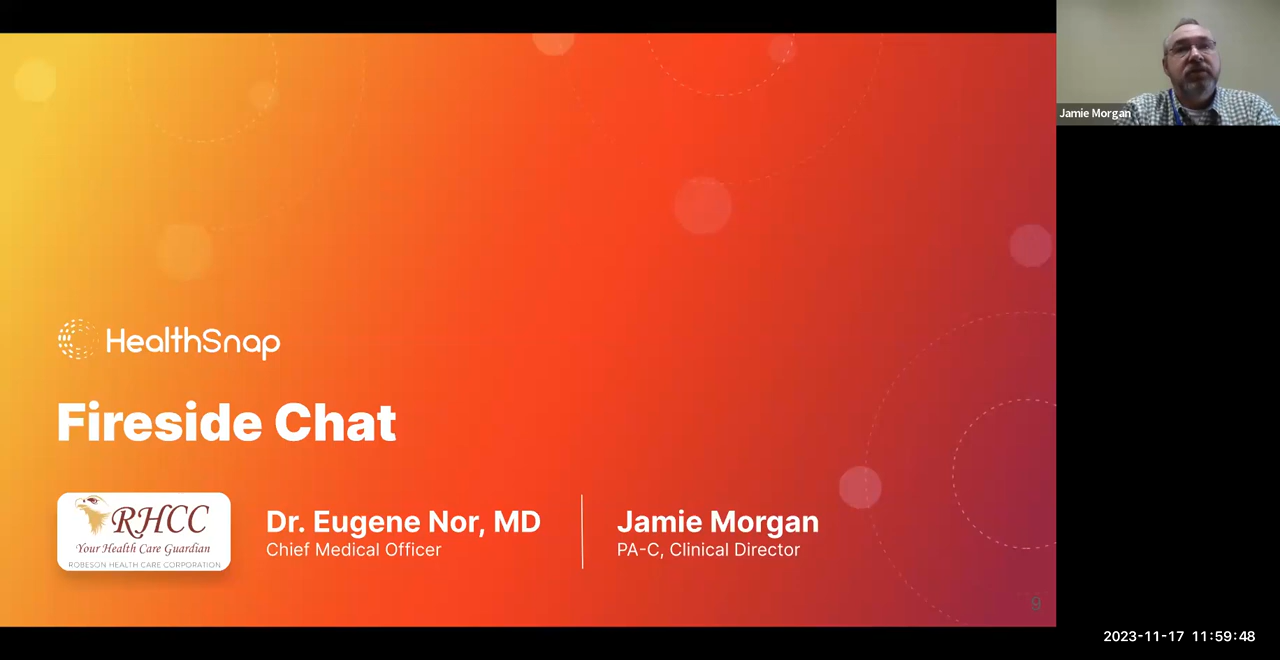 Jamie Morgan
HealthSnap
Fireside Chat
RHCC
Your Health Care Guardian
ROBESON HEALTH CARE CORPORATION
Dr. Eugene Nor, MD
Chief Medical Officer
Jamie Morgan
PA-C, Clinical Director
9
2023-11-17 11:59:48